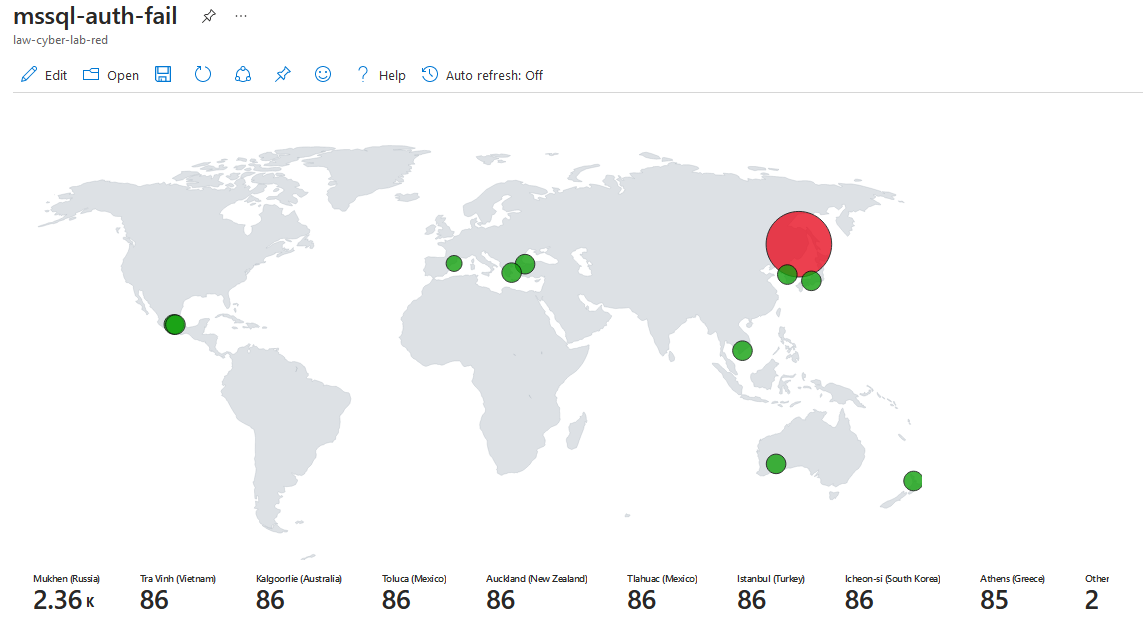 mssql-auth-fail ...
law-cyber-lab-red
Edit Open Help Auto refresh: Off
Mukhen (Russia) Tra Vinh (Vietnam) Kalgoorlie (Australia) Toluca (Mexico) Auckland (New Zealand) Tlahuac (Mexico) Istanbul (Turkey) Icheon-si (South Korea) Athens (Greece) Other
2.36 K 86 86 86 86 86 86 86 85 2